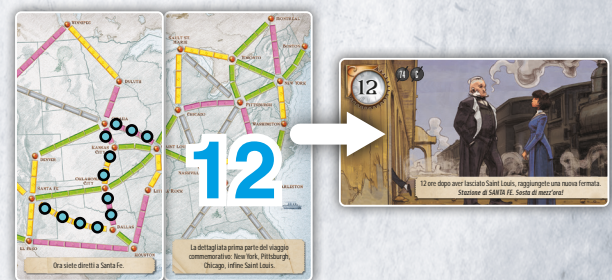 WINNIPEG
DULUTH
OMAHA
DENVER
KANSAS
CITY
SANTA FE
OKLAHOMA
CITY
DALLAS
EL PASO
HOUSTON
Ora siete diretti a Santa Fe.
MONTRÉAL
SAULT ST.
MARIE
BOSTON
TORONTO
NEW YORK
PITTSBURGH
CHICAGO
WASHINGTON
SAINT LOUIS
12
LITTLE ROCK
CHARLESTON
La dettagliata prima parte del viaggio
commemorativo: New York, Pittsburgh,
Chicago, infine Saint Louis.
12
74
C
12 ore dopo aver lasciato Saint Louis, raggiungete una nuova fermata.
Stazione di SANTA FE. Sosta di mezz'ora!